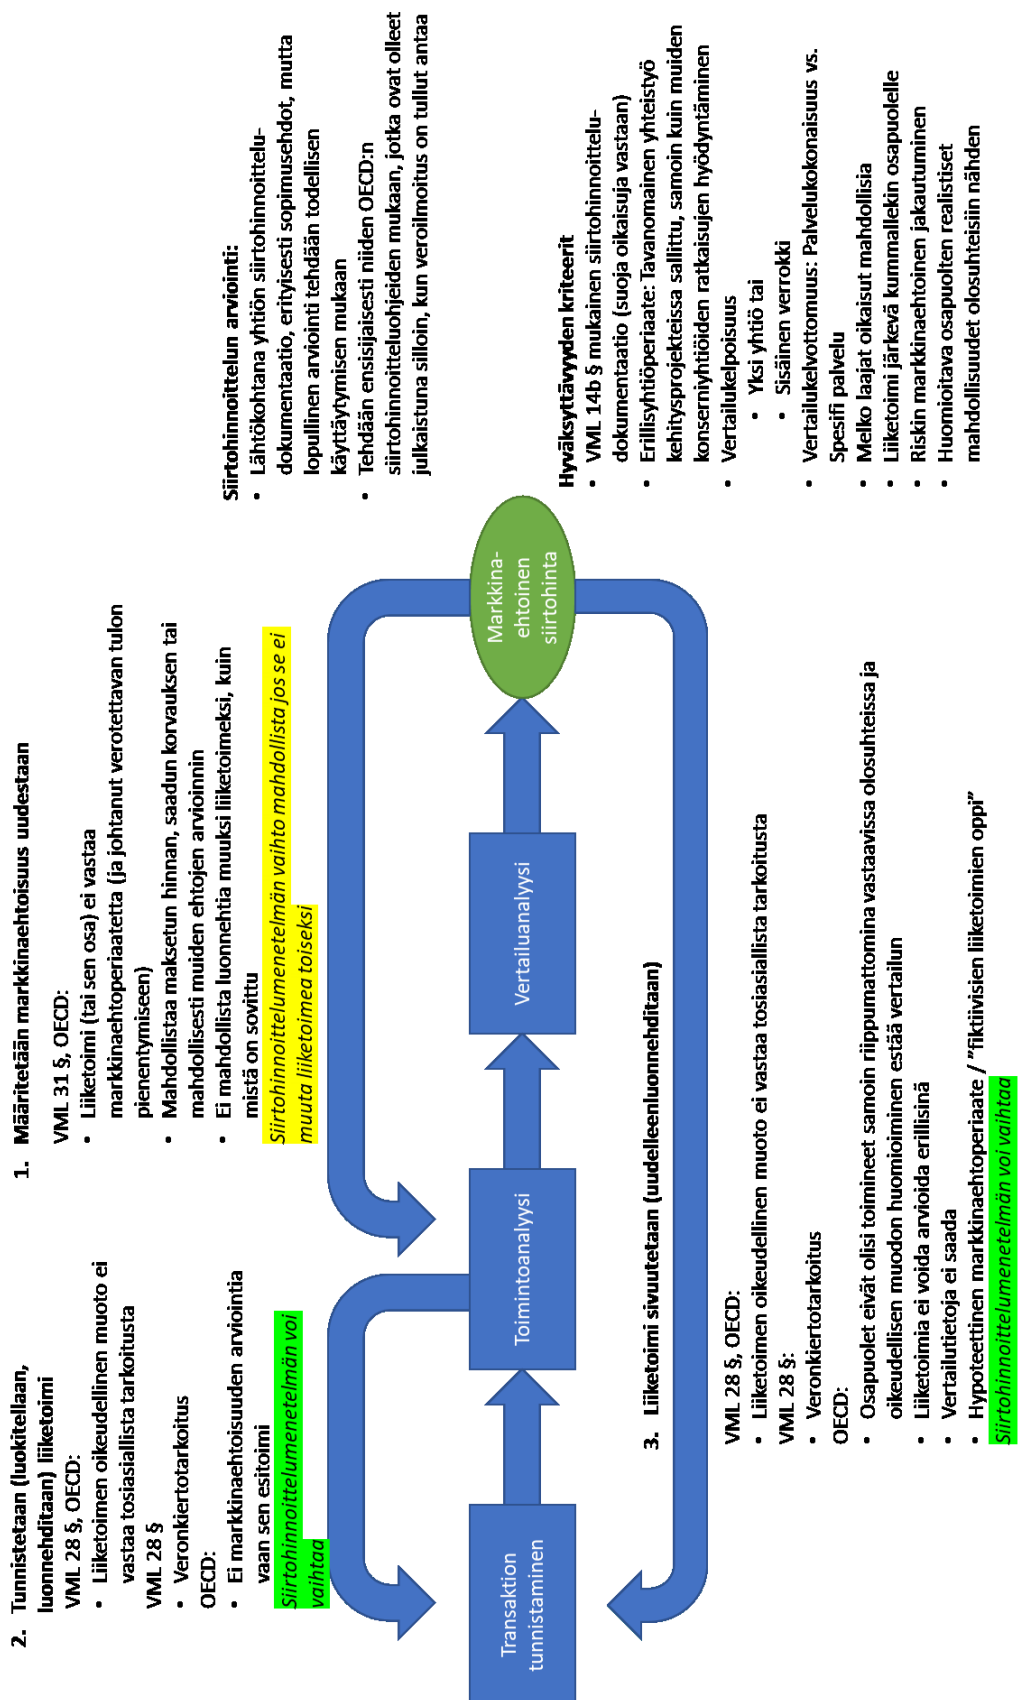 2. Tunnistetaan (luokitellaan,
luonnehditaan) liiketoimi
VML 28 §, OECD:
• Liiketoimen oikeudellinen muoto ei
vastaa tosiasiallista tarkoitusta
VML 28 §
• Veronkiertotarkoitus
OECD:
• Ei markkinaehtoisuuden arviointia
vaan sen esitoimi
Siirtohinnoittelumenetelmän voi
vaihtaa
1. Määritetään markkinaehtoisuus uudestaan
VML 31 §, OECD:
• Liiketoimi (tai sen osa) ei vastaa
markkinaehtoperiaatetta (ja johtanut verotettavan tulon
pienentymiseen)
• Mahdollistaa maksetun hinnan, saadun korvauksen tai
mahdollisesti muiden ehtojen arvioinnin
• Ei mahdollista luonnehtia muuksi liiketoimeksi, kuin
mistä on sovittu
Siirtohinnoittelumenetelmän vaihto mahdollista jos se ei
muuta liiketoimea toiseksi
Siirtohinnoittelun arviointi:
• Lähtökohtana yhtiön siirtohinnoittelu-
dokumentaatio, erityisesti sopimusehdot, mutta
lopullinen arviointi tehdään todellisen
käyttäytymisen mukaan
• Tehdään ensisijaisesti niiden OECD:n
siirtohinnoitteluohjeiden mukaan, jotka ovat olleet
julkaistuna silloin, kun veroilmoitus on tullut antaa
Transaktion
tunnistaminen
Toimintoanalyysi
Vertailuanalyysi
Markkina-
ehtoinen
siirtohinta
3. Liiketoimi sivuutetaan (uudelleenluonnehditaan)
VML 28 §, OECD:
• Liiketoimen oikeudellinen muoto ei vastaa tosiasiallista tarkoitusta
VML 28 §:
• Veronkiertotarkoitus
OECD:
• Osapuolet eivät olisi toimineet samoin riippumattomina vastaavissa olosuhteissa ja
oikeudellisen muodon huomioiminen estää vertailun
• Liiketoimia ei voida arvioida erillisinä
• Vertailutietoja ei saada
• Hypoteettinen markkinaehtoperiaate / ”fiktiivisien liiketoimien oppi”
Siirtohinnoittelumenetelmän voi vaihtaa
Hyväksyttävyyden kriteerit
• VML 14b § mukainen siirtohinnoittelu-
dokumentaatio (suoja oikaisuja vastaan)
• Erillisyhtiöperiaate: Tavanomainen yhteistyö
kehitysprojekteissa sallittu, samoin kuin muiden
konserniyhtiöiden ratkaisujen hyödyntäminen
• Vertailukelpoisuus
• Yksi yhtiö tai
• Sisäinen verrokki
• Vertailukelvottomuus: Palvelukokonaisuus vs.
Spesifi palvelu
• Melko laajat oikaisut mahdollisia
• Liiketoimi järkevä kummallekin osapuolelle
• Riskin markkinaehtoinen jakautuminen
• Huomioitava osapuolten realistiset
mahdollisuudet olosuhteisiin nähden